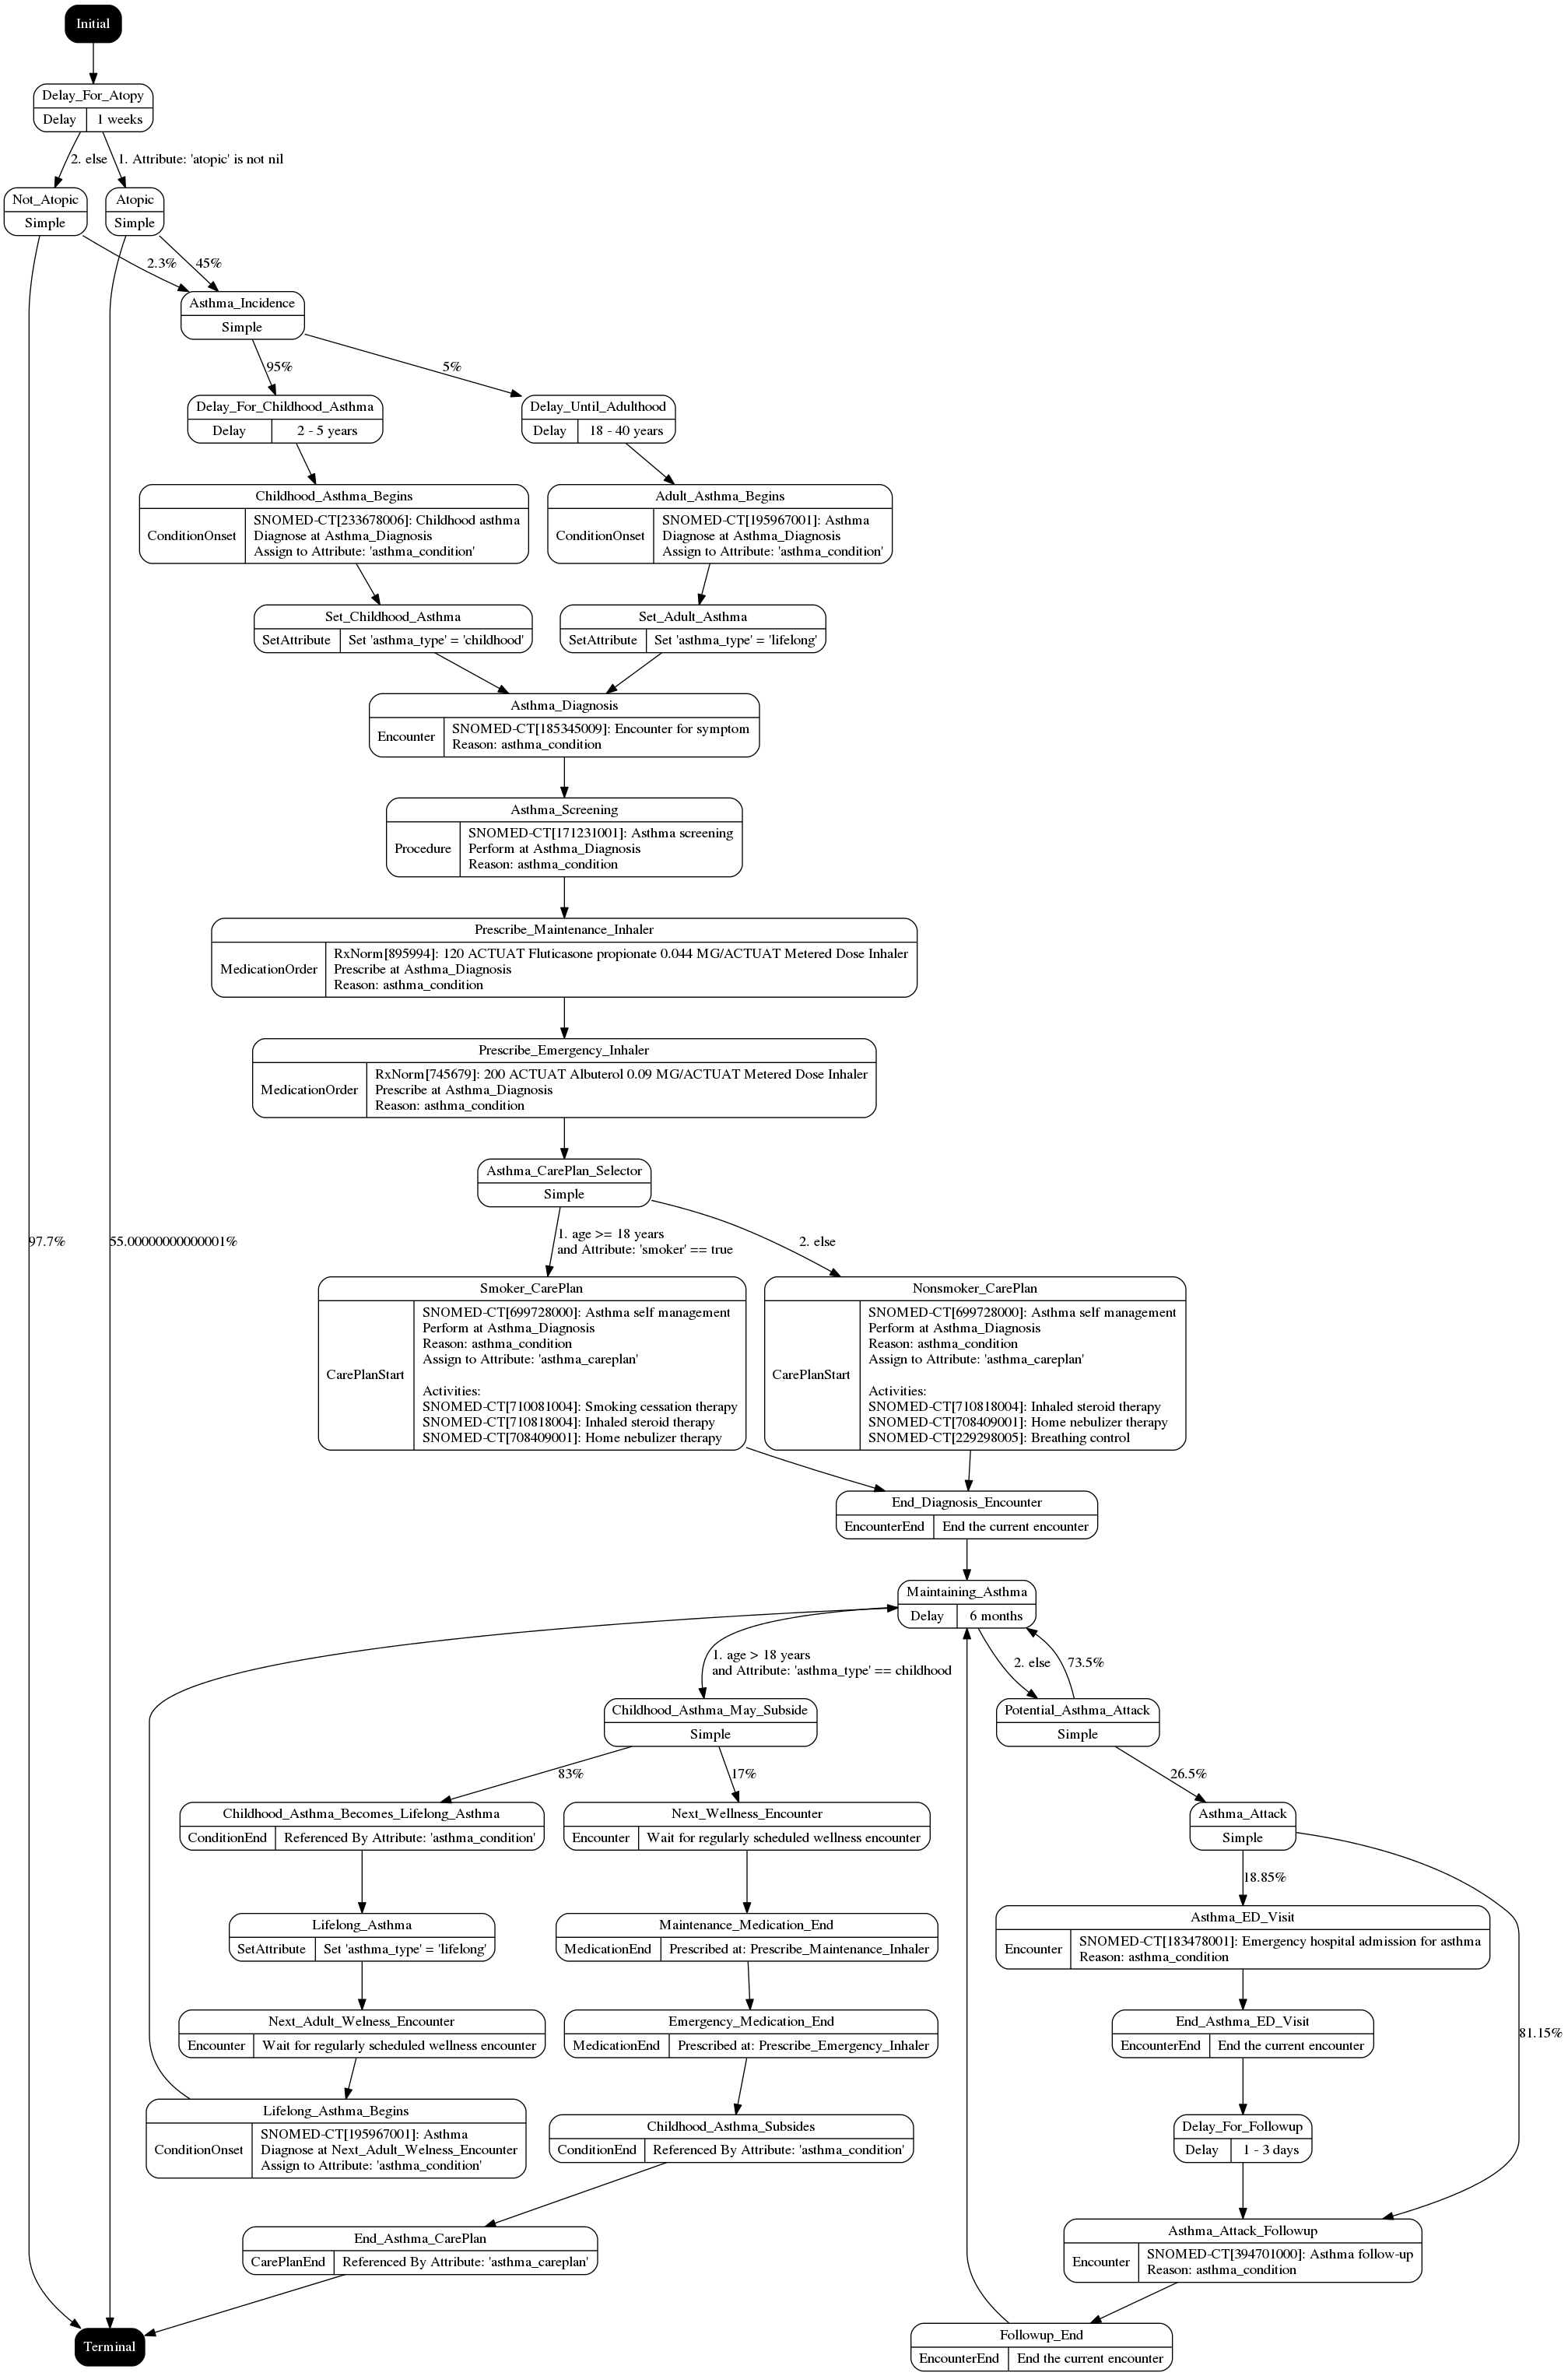 Initial
Delay_For_Atopy
Delay 1 weeks
2. else
1. Attribute: 'atopic' is not nil
Not_Atopic
Simple
Atopic
Simple
2.3%
45%
Asthma_Incidence
Simple
95%
5%
Delay_For_Childhood_Asthma
Delay 2 - 5 years
Delay_Until_Adulthood
Delay 18 - 40 years
Childhood_Asthma_Begins
ConditionOnset
SNOMED-CT[233678006]: Childhood asthma
Diagnose at Asthma_Diagnosis
Assign to Attribute: 'asthma_condition'
Adult_Asthma_Begins
ConditionOnset
SNOMED-CT[195967001]: Asthma
Diagnose at Asthma_Diagnosis
Assign to Attribute: 'asthma_condition'
Set_Childhood_Asthma
SetAttribute Set 'asthma_type' = 'childhood'
Set_Adult_Asthma
SetAttribute Set 'asthma_type' = 'lifelong'
Asthma_Diagnosis
Encounter
SNOMED-CT[185345009]: Encounter for symptom
Reason: asthma_condition
Asthma_Screening
Procedure
SNOMED-CT[171231001]: Asthma screening
Perform at Asthma_Diagnosis
Reason: asthma_condition
Prescribe_Maintenance_Inhaler
MedicationOrder
RxNorm[895994]: 120 ACTUAT Fluticasone propionate 0.044 MG/ACTUAT Metered Dose Inhaler
Prescribe at Asthma_Diagnosis
Reason: asthma_condition
Prescribe_Emergency_Inhaler
MedicationOrder
RxNorm[745679]: 200 ACTUAT Albuterol 0.09 MG/ACTUAT Metered Dose Inhaler
Prescribe at Asthma_Diagnosis
Reason: asthma_condition
Asthma_CarePlan_Selector
Simple
97.7%
55.00000000000001%
1. age >= 18 years
and Attribute: 'smoker' == true
2. else
Smoker_CarePlan
CarePlanStart
SNOMED-CT[699728000]: Asthma self management
Perform at Asthma_Diagnosis
Reason: asthma_condition
Assign to Attribute: 'asthma_careplan'
Activities:
SNOMED-CT[710081004]: Smoking cessation therapy
SNOMED-CT[710818004]: Inhaled steroid therapy
SNOMED-CT[708409001]: Home nebulizer therapy
Nonsmoker_CarePlan
CarePlanStart
SNOMED-CT[699728000]: Asthma self management
Perform at Asthma_Diagnosis
Reason: asthma_condition
Assign to Attribute: 'asthma_careplan'
Activities:
SNOMED-CT[710818004]: Inhaled steroid therapy
SNOMED-CT[708409001]: Home nebulizer therapy
SNOMED-CT[229298005]: Breathing control
End_Diagnosis_Encounter
EncounterEnd End the current encounter
Maintaining_Asthma
Delay 6 months
1. age > 18 years
and Attribute: 'asthma_type' == childhood
2. else
73.5%
Childhood_Asthma_May_Subside
Simple
Potential_Asthma_Attack
Simple
83%
17%
26.5%
Childhood_Asthma_Becomes_Lifelong_Asthma
ConditionEnd Referenced By Attribute: 'asthma_condition'
Next_Wellness_Encounter
Encounter Wait for regularly scheduled wellness encounter
Asthma_Attack
Simple
18.85%
Lifelong_Asthma
SetAttribute Set 'asthma_type' = 'lifelong'
Maintenance_Medication_End
MedicationEnd Prescribed at: Prescribe_Maintenance_Inhaler
Asthma_ED_Visit
Encounter
SNOMED-CT[183478001]: Emergency hospital admission for asthma
Reason: asthma_condition
Next_Adult_Welness_Encounter
Encounter Wait for regularly scheduled wellness encounter
Emergency_Medication_End
MedicationEnd Prescribed at: Prescribe_Emergency_Inhaler
End_Asthma_ED_Visit
EncounterEnd End the current encounter
81.15%
Lifelong_Asthma_Begins
ConditionOnset
SNOMED-CT[195967001]: Asthma
Diagnose at Next_Adult_Welness_Encounter
Assign to Attribute: 'asthma_condition'
Childhood_Asthma_Subsides
ConditionEnd Referenced By Attribute: 'asthma_condition'
Delay_For_Followup
Delay 1 - 3 days
End_Asthma_CarePlan
CarePlanEnd Referenced By Attribute: 'asthma_careplan'
Asthma_Attack_Followup
Encounter
SNOMED-CT[394701000]: Asthma follow-up
Reason: asthma_condition
Terminal
Followup_End
EncounterEnd End the current encounter